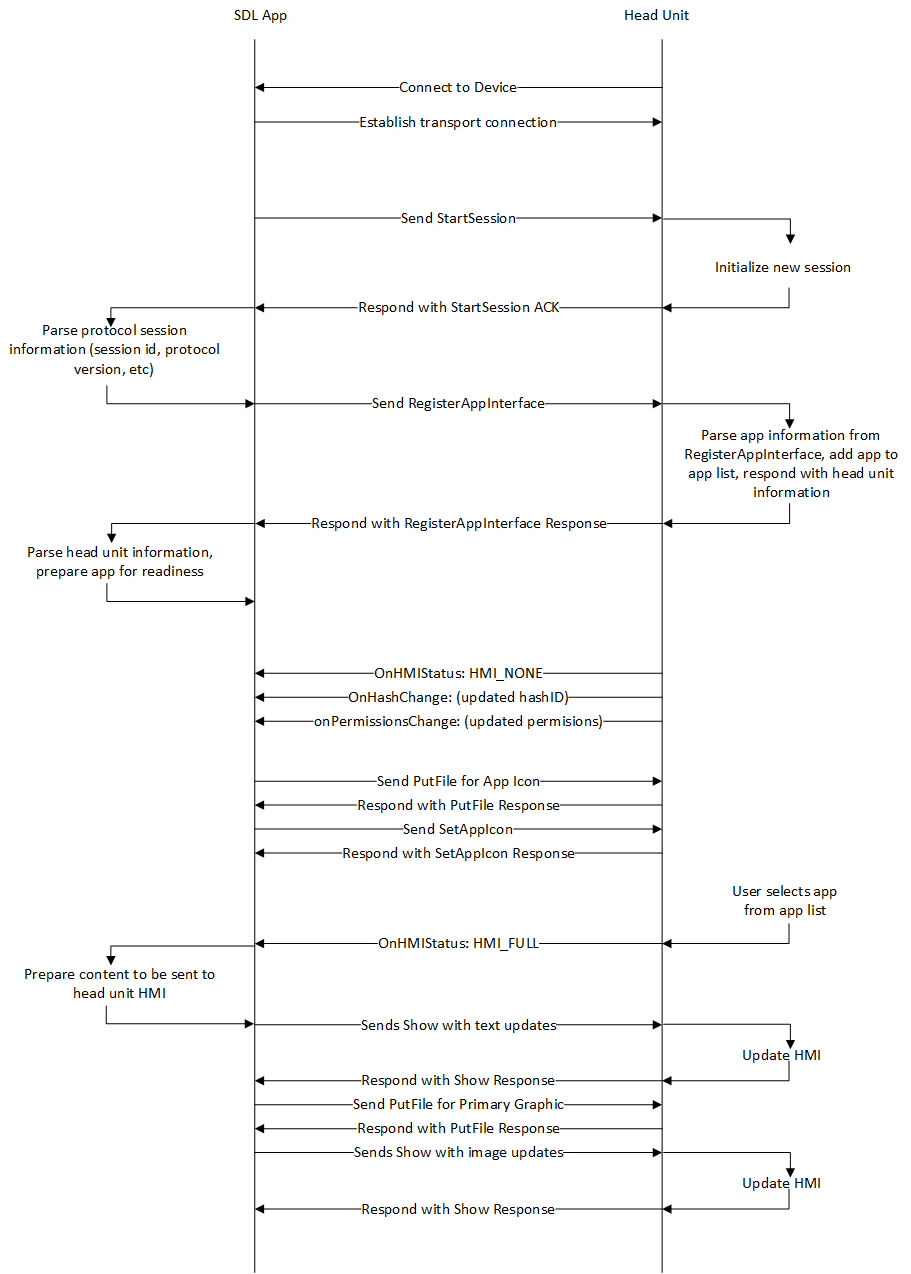 SDL App
Head Unit
Connect to Device
Establish transport connection
Send StartSession
Initialize new session
Respond with StartSession ACK
Parse protocol session
information (session id, protocol
version, etc)
Send RegisterAppInterface
Parse app information from
RegisterAppInterface, add app to
app list, respond with head unit
information
Respond with RegisterAppInterface Response
Parse head unit information,
prepare app for readiness
OnHMIStatus: HMI_NONE
OnHashChange: (updated hashID)
onPermissionsChange: (updated permisions)
Send PutFile for App Icon
Respond with PutFile Response
Send SetAppIcon
Respond with SetAppIcon Response
User selects app
from app list
OnHMIStatus: HMI_FULL
Prepare content to be sent to
head unit HMI
Sends Show with text updates
Update HMI
Respond with Show Response
Send PutFile for Primary Graphic
Respond with PutFile Response
Sends Show with image updates
Update HMI
Respond with Show Response